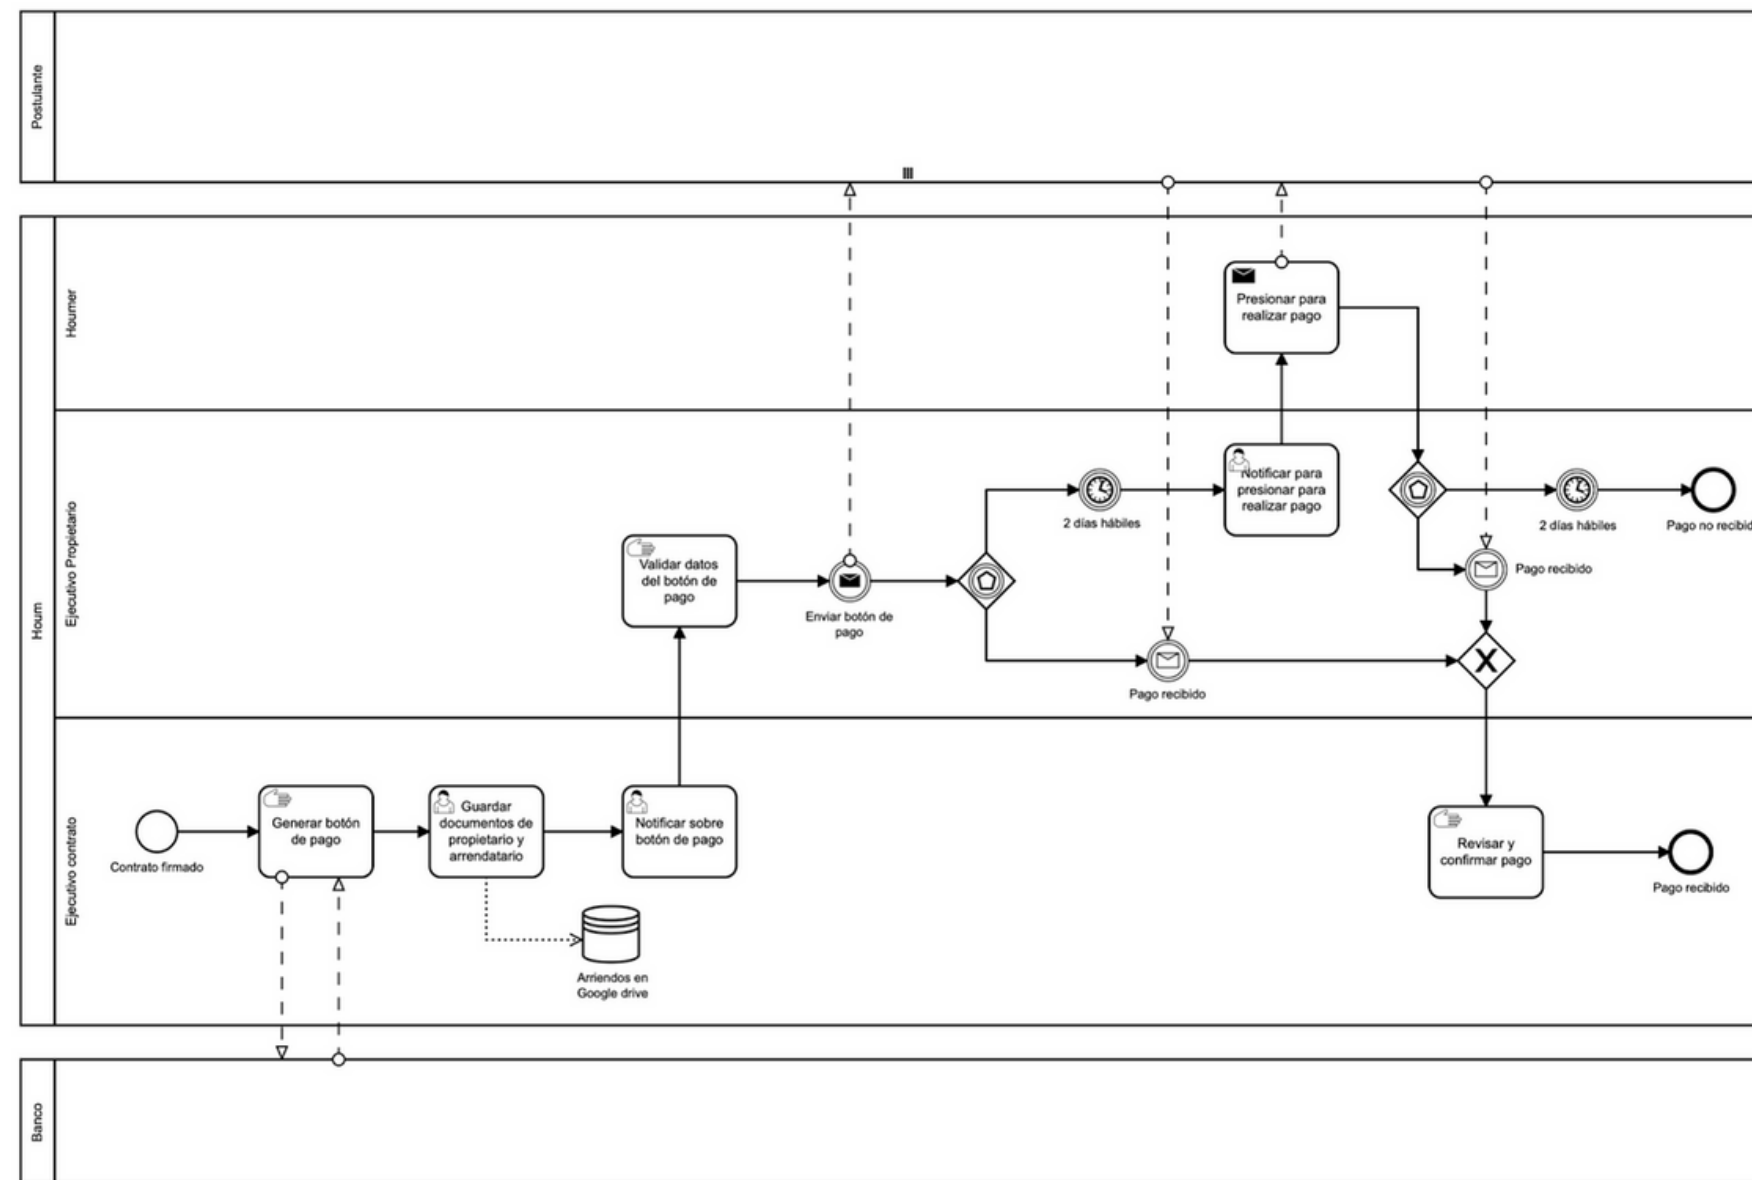 Postulante
Houm
Houmer
Presionar para
realizar pago
Ejecutivo Propietario
Notificar para
presionar para
realizar pago
2 días hábiles
2 días hábiles
Pago no recibid
Validar datos
del botón de
pago
Enviar botón de
pago
Pago recibido
Pago recibido
X
Ejecutivo contrato
Contrato firmado
Generar botón
de pago
Guardar
documentos de
propietario y
arrendatario
Notificar sobre
botón de pago
Arriendos en
Google drive
Revisar y
confirmar pago
Pago recibido
Banco